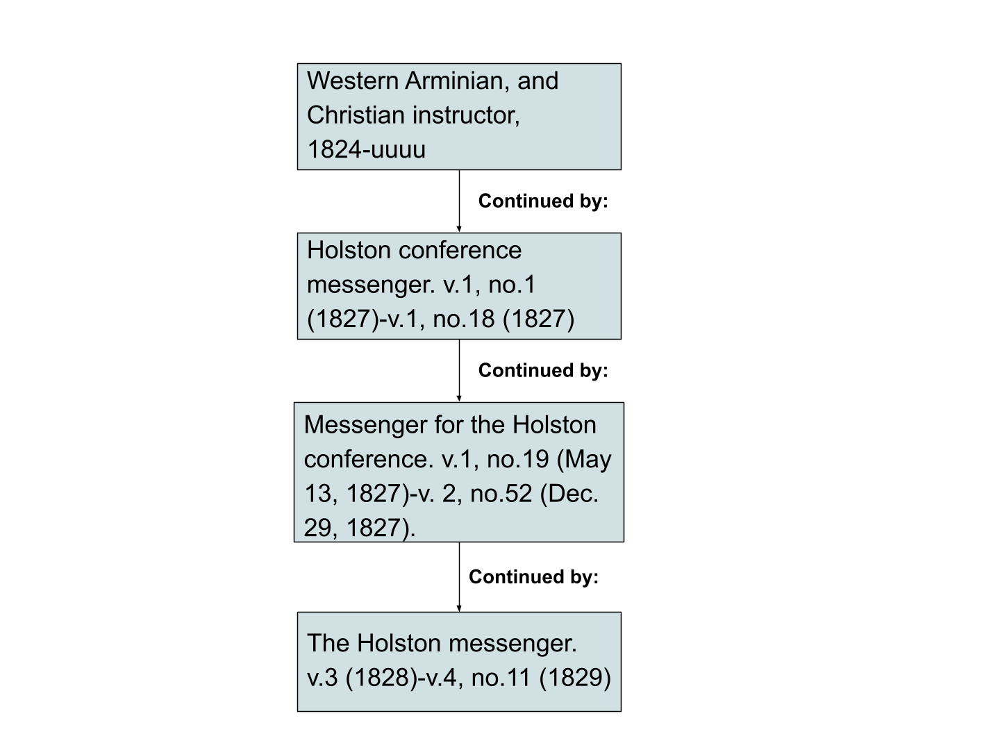 Western Arminian, and
Christian instructor,
1824-uuuu
Continued by:
Holston conference
messenger. v.1, no.1
(1827)-v.1, no.18 (1827)
Continued by:
Messenger for the Holston
conference. v.1, no.19 (May
13, 1827)-v. 2, no.52 (Dec.
29, 1827).
Continued by:
The Holston messenger.
v.3 (1828)-v.4, no.11 (1829)